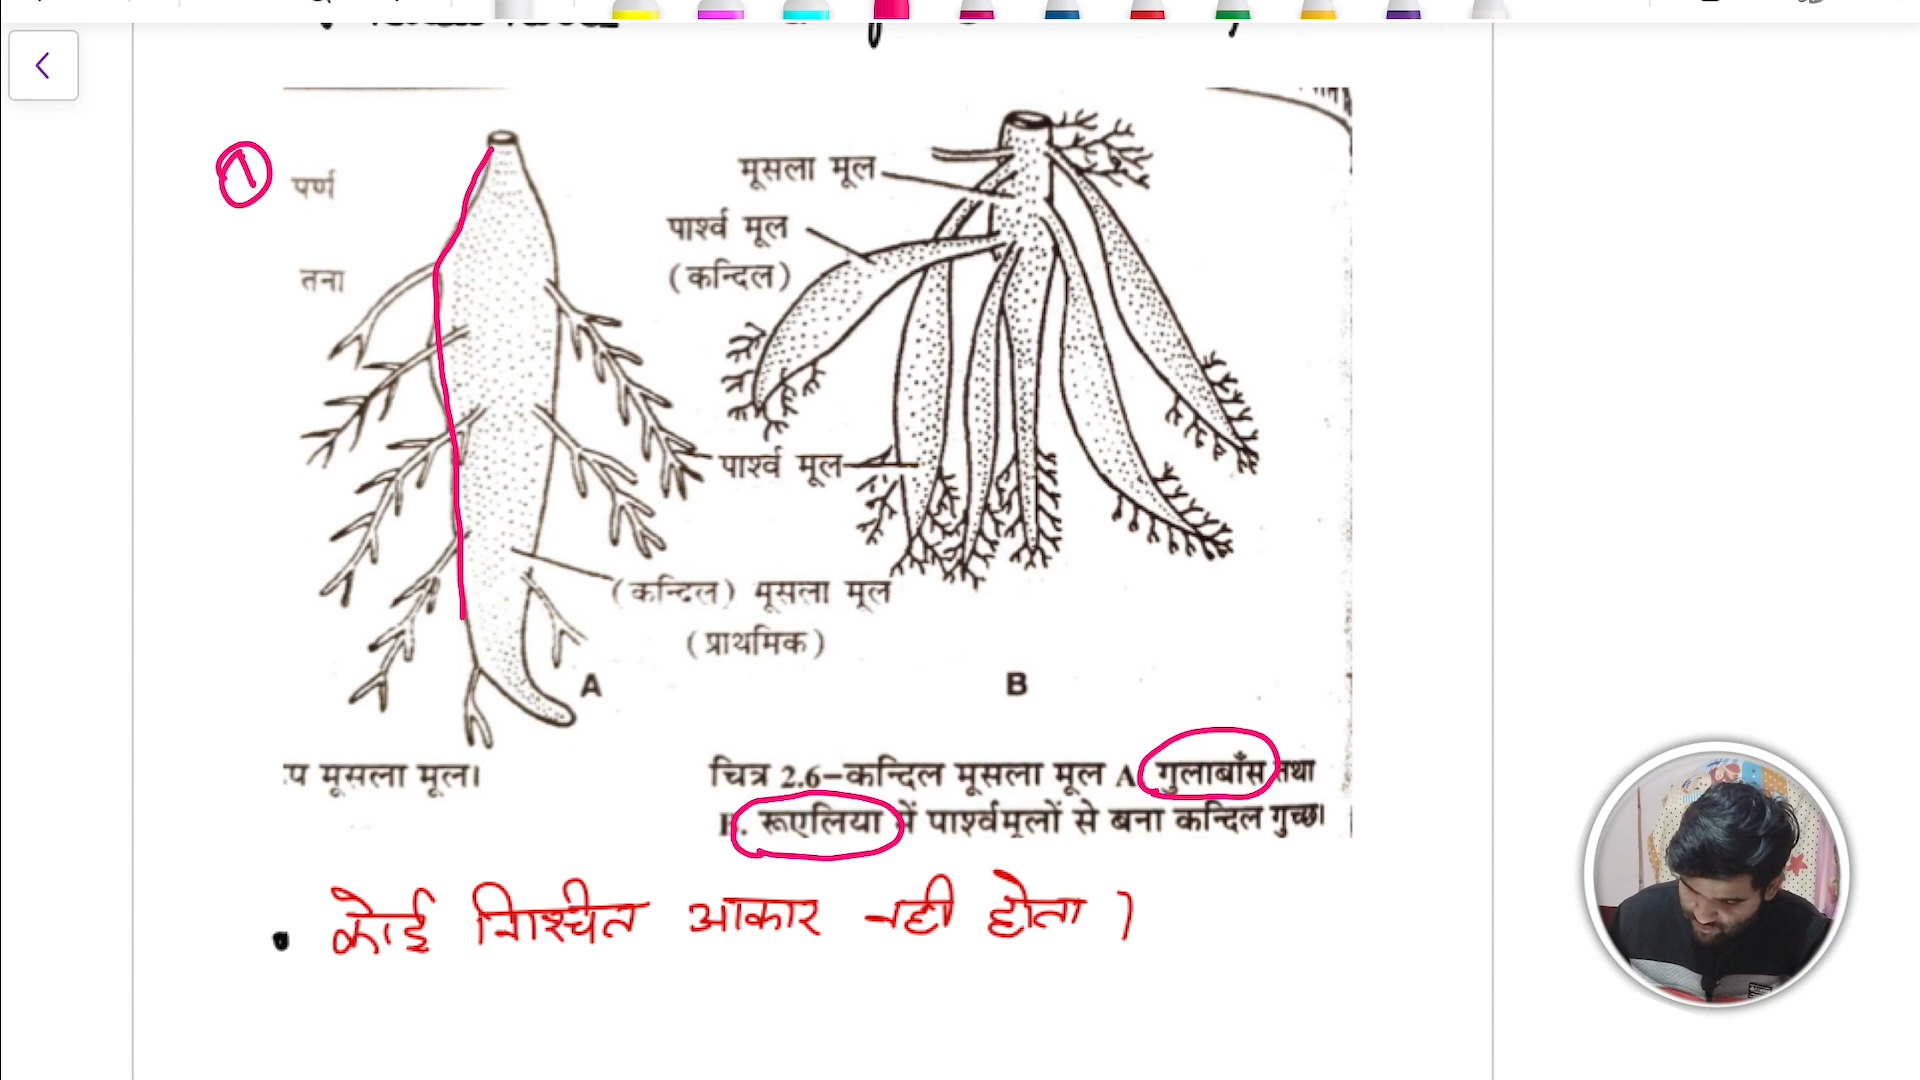 1
पर्ण
तना
मूसला मूल
पार्श्व मूल
(कन्दिल)
पार्श्व मूल
(कन्दिल) मूसला मूल
(प्राथमिक)
A
B
मूसला मूल।
चित्र 2.6–कन्दिल मूसला मूल A गुलाबाँस तथा
रूएलिया में पार्श्वमूलों से बना कन्दिल गुच्छ।
• कोई निश्चित आकार नही होता।